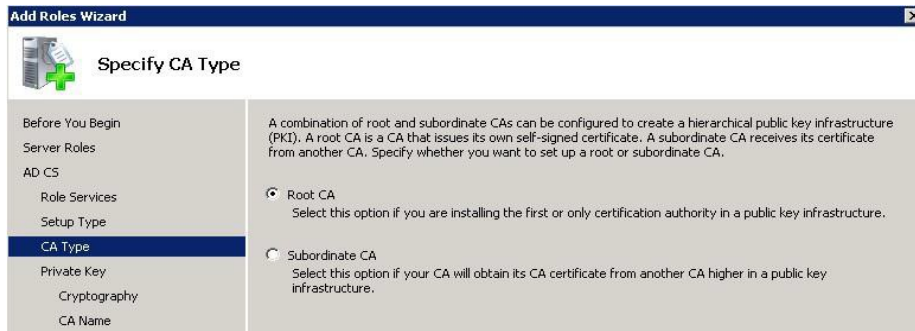 Add Roles Wizard
Specify CA Type
Before You Begin
Server Roles
AD CS
Role Services
Setup Type
CA Type
Private Key
Cryptography
CA Name
A combination of root and subordinate CAs can be configured to create a hierarchical public key infrastructure
(PKI). A root CA is a CA that issues its own self-signed certificate. A subordinate CA receives its certificate
from another CA. Specify whether you want to set up a root or subordinate CA.
Root CA
Select this option if you are installing the first or only certification authority in a public key infrastructure.
Subordinate CA
Select this option if your CA will obtain its CA certificate from another CA higher in a public key
infrastructure.